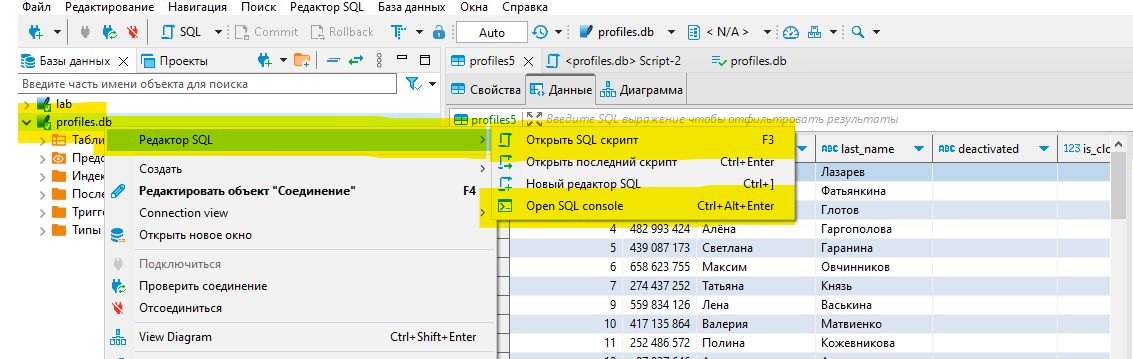 Файл Редактирование Навигация Поиск Редактор SQL База данных Окна Справка
SQL Commit Rollback Auto profiles.db < N/A >
Базы данных Проекты profiles5 <profiles.db> Script-2 profiles.db
Введите часть имени объекта для поиска Свойства Данные Диаграмма
lab
profiles.db profiles5 Введите SQL выражение чтобы отфильтровать результаты
Табли Редактор SQL Открыть SQL скрипт F3 ABC last_name ABC deactivated 123 is_clo
Предс Открыть последний скрипт Ctrl+Enter Лазарев
Индек Создать Новый редактор SQL Ctrl+] Фатьянкина
После Редактировать объект "Соединение" F4 Open SQL console Ctrl+Alt+Enter Глотов
Тригго Connection view 4 482 993 424 Алёна Гаргополова
Типы Открыть новое окно 5 439 087 173 Светлана Гаранина
Подключиться 6 658 623 755 Максим Овчинников
Проверить соединение 7 274 437 252 Татьяна Князь
Отсоединиться 9 559 834 126 Лена Васькина
View Diagram Ctrl+Shift+Enter 10 417 135 864 Валерия Матвиенко
11 252 486 572 Полина Кожевникова